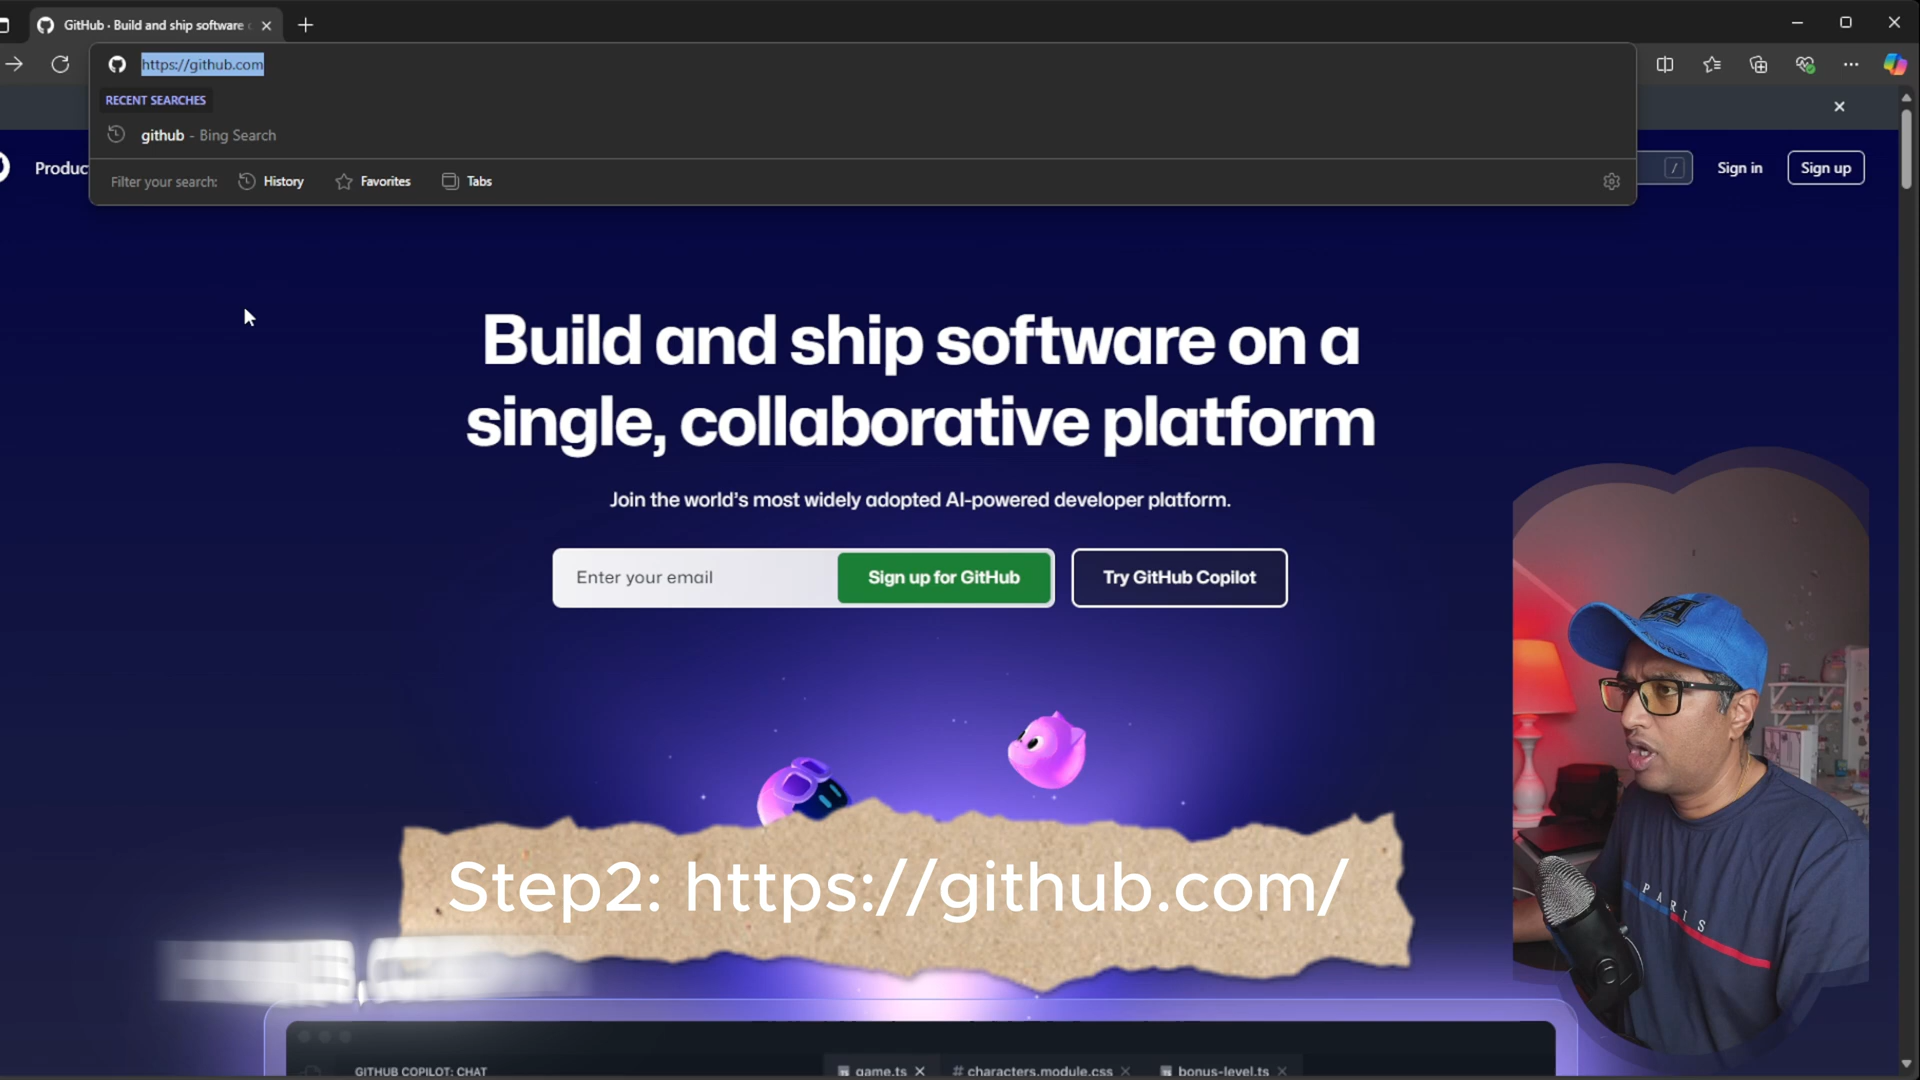 GitHub · Build and ship software
https://github.com
RECENT SEARCHES
github - Bing Search
Filter your search:
History
Favorites
Tabs
Produc
/
Sign in
Sign up
Build and ship software on a
single, collaborative platform
Join the world's most widely adopted AI-powered developer platform.
Enter your email
Sign up for GitHub
Try GitHub Copilot
PARIS
Step2: https://github.com/
GITHUB COPILOT: CHAT
game.ts
# characters.module.css
bonus-level.ts